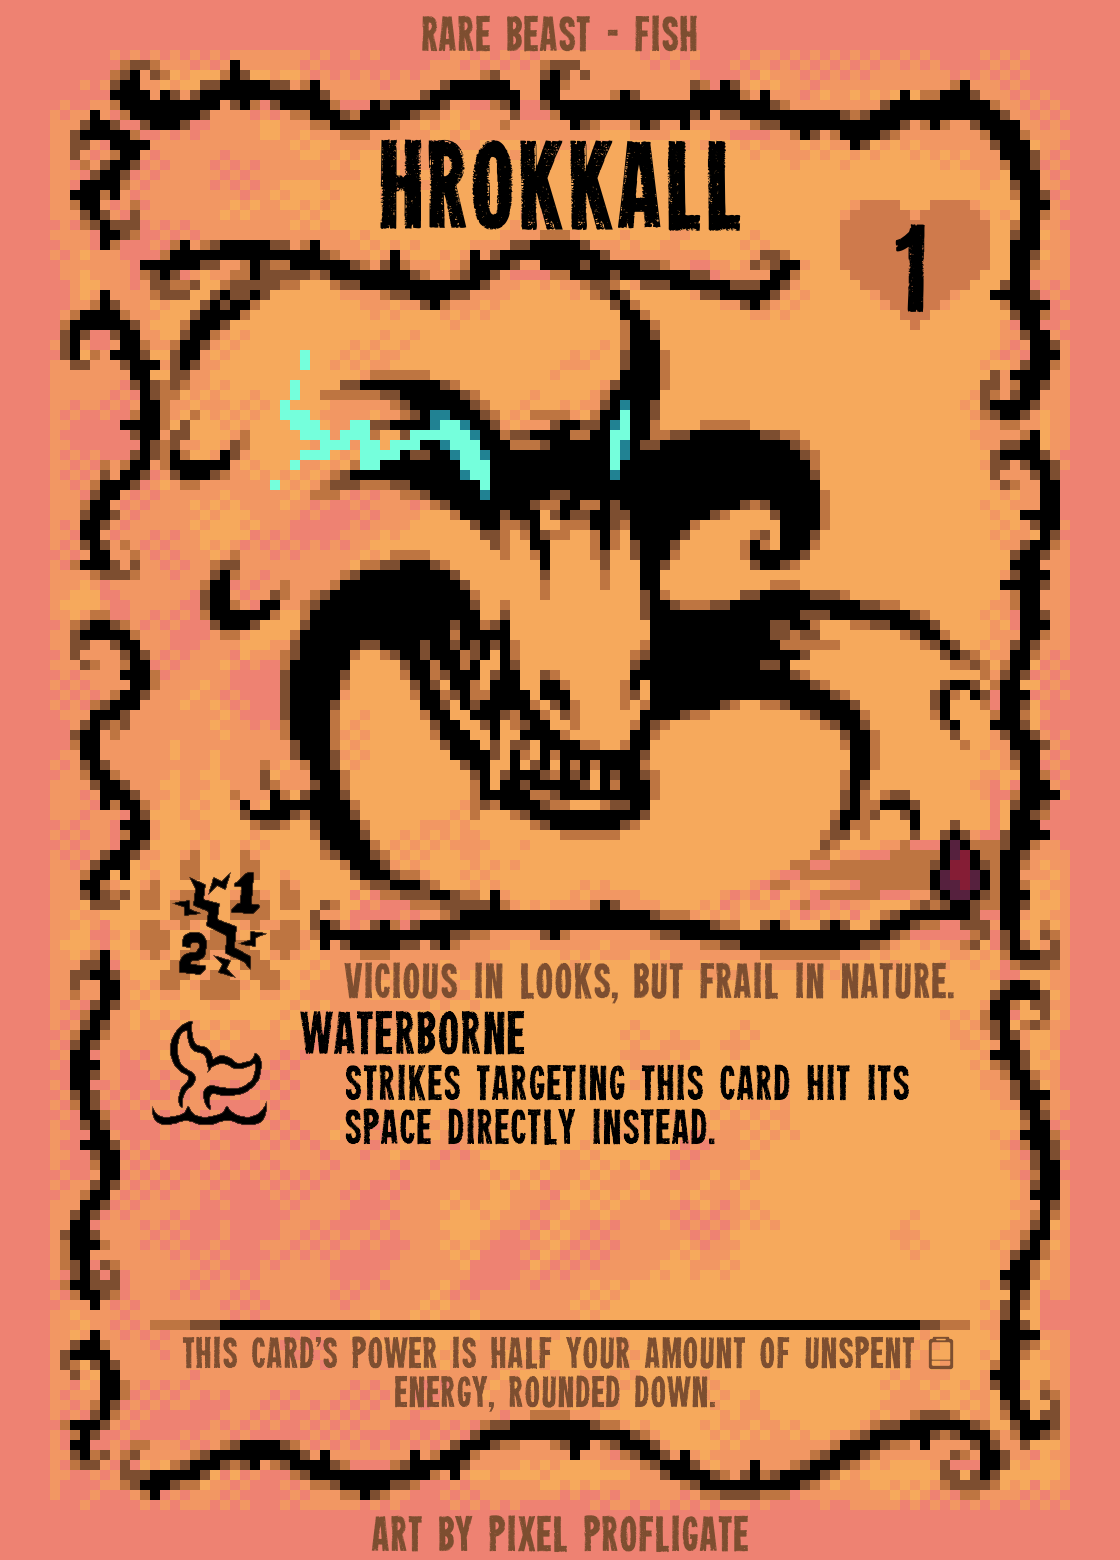 RARE BEAST - FISH
HROKKALL
1
1
2
VICIOUS IN LOOKS, BUT FRAIL IN NATURE.
WATERBORNE
STRIKES TARGETING THIS CARD HIT ITS
SPACE DIRECTLY INSTEAD.
THIS CARD'S POWER IS HALF YOUR AMOUNT OF UNSPENT
ENERGY, ROUNDED DOWN.
ART BY PIXEL PROFLIGATE